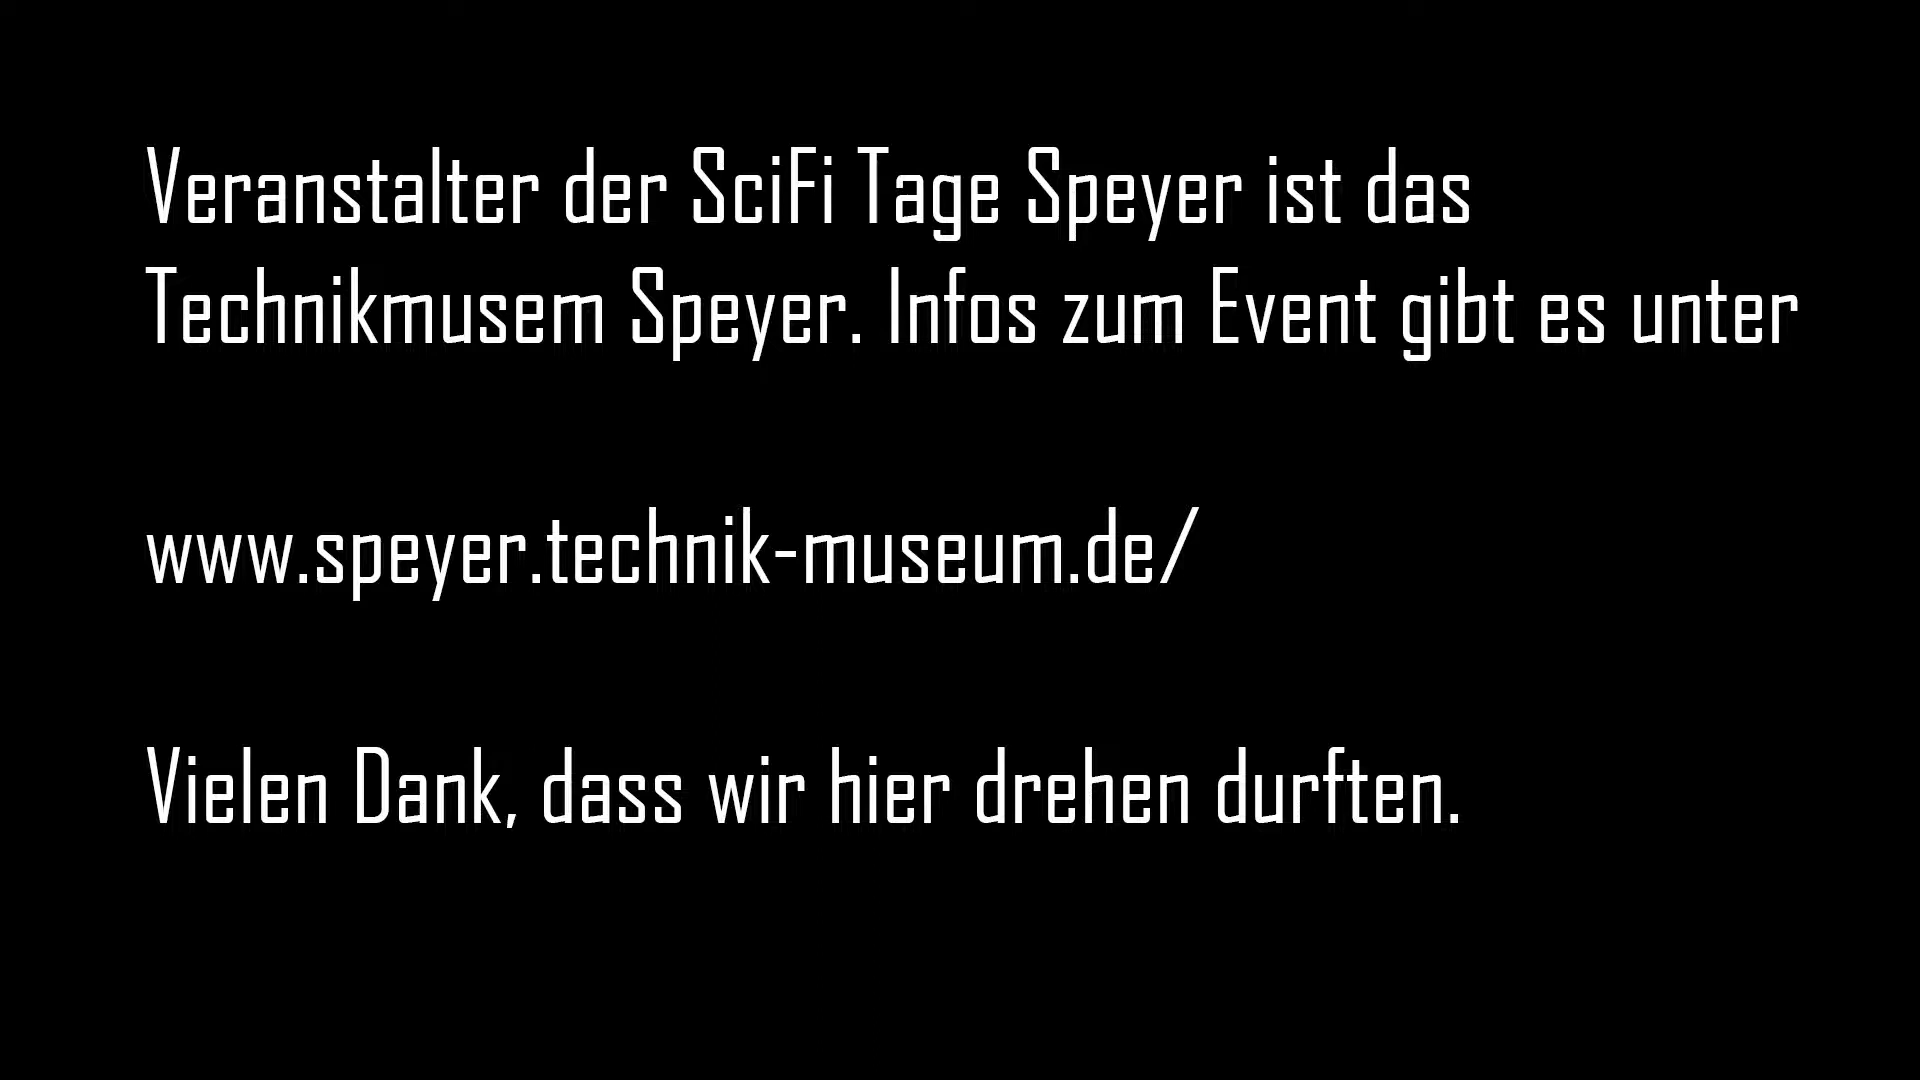 Veranstalter der SciFi Tage Speyer ist das
Technikmusem Speyer. Infos zum Event gibt es unter
www.speyer.technik-museum.de/
Vielen Dank, dass wir hier drehen durften.